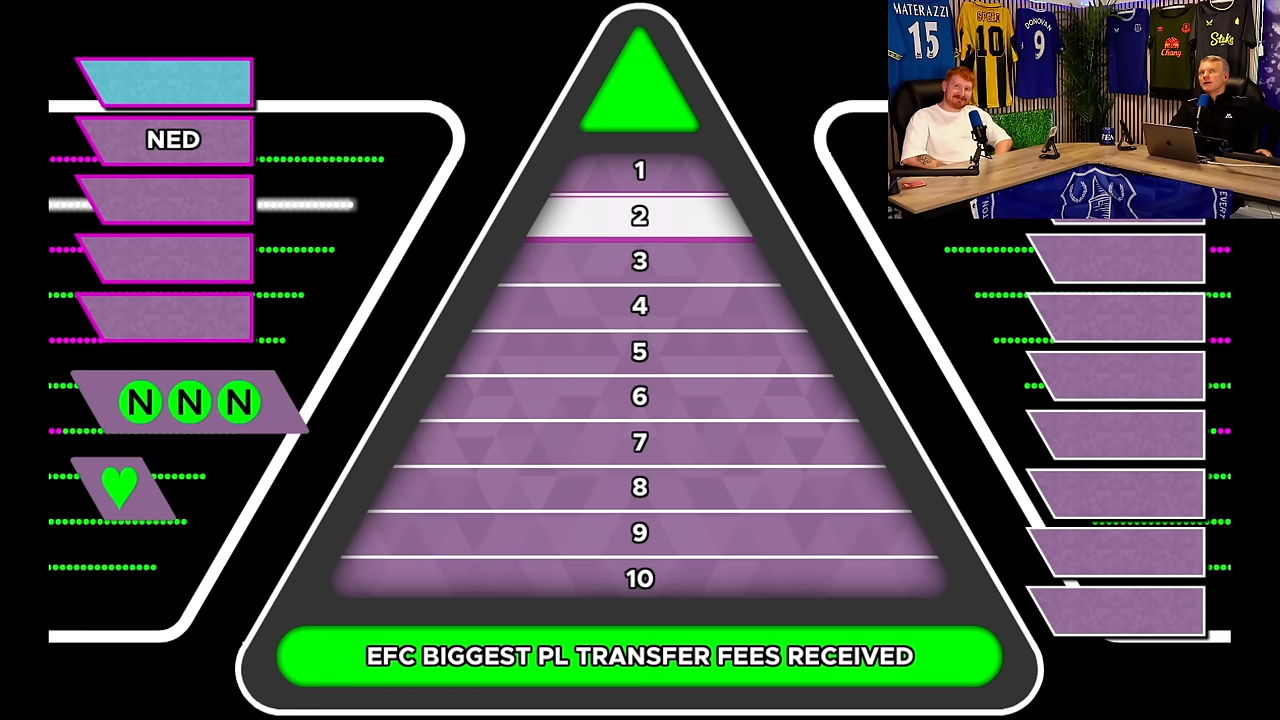 MATERAZZI
15
10
DONOVAN
9
Chang
Stake
NED
N N N
1
2
3
4
5
6
7
8
9
10
EFC BIGGEST PL TRANSFER FEES RECEIVED